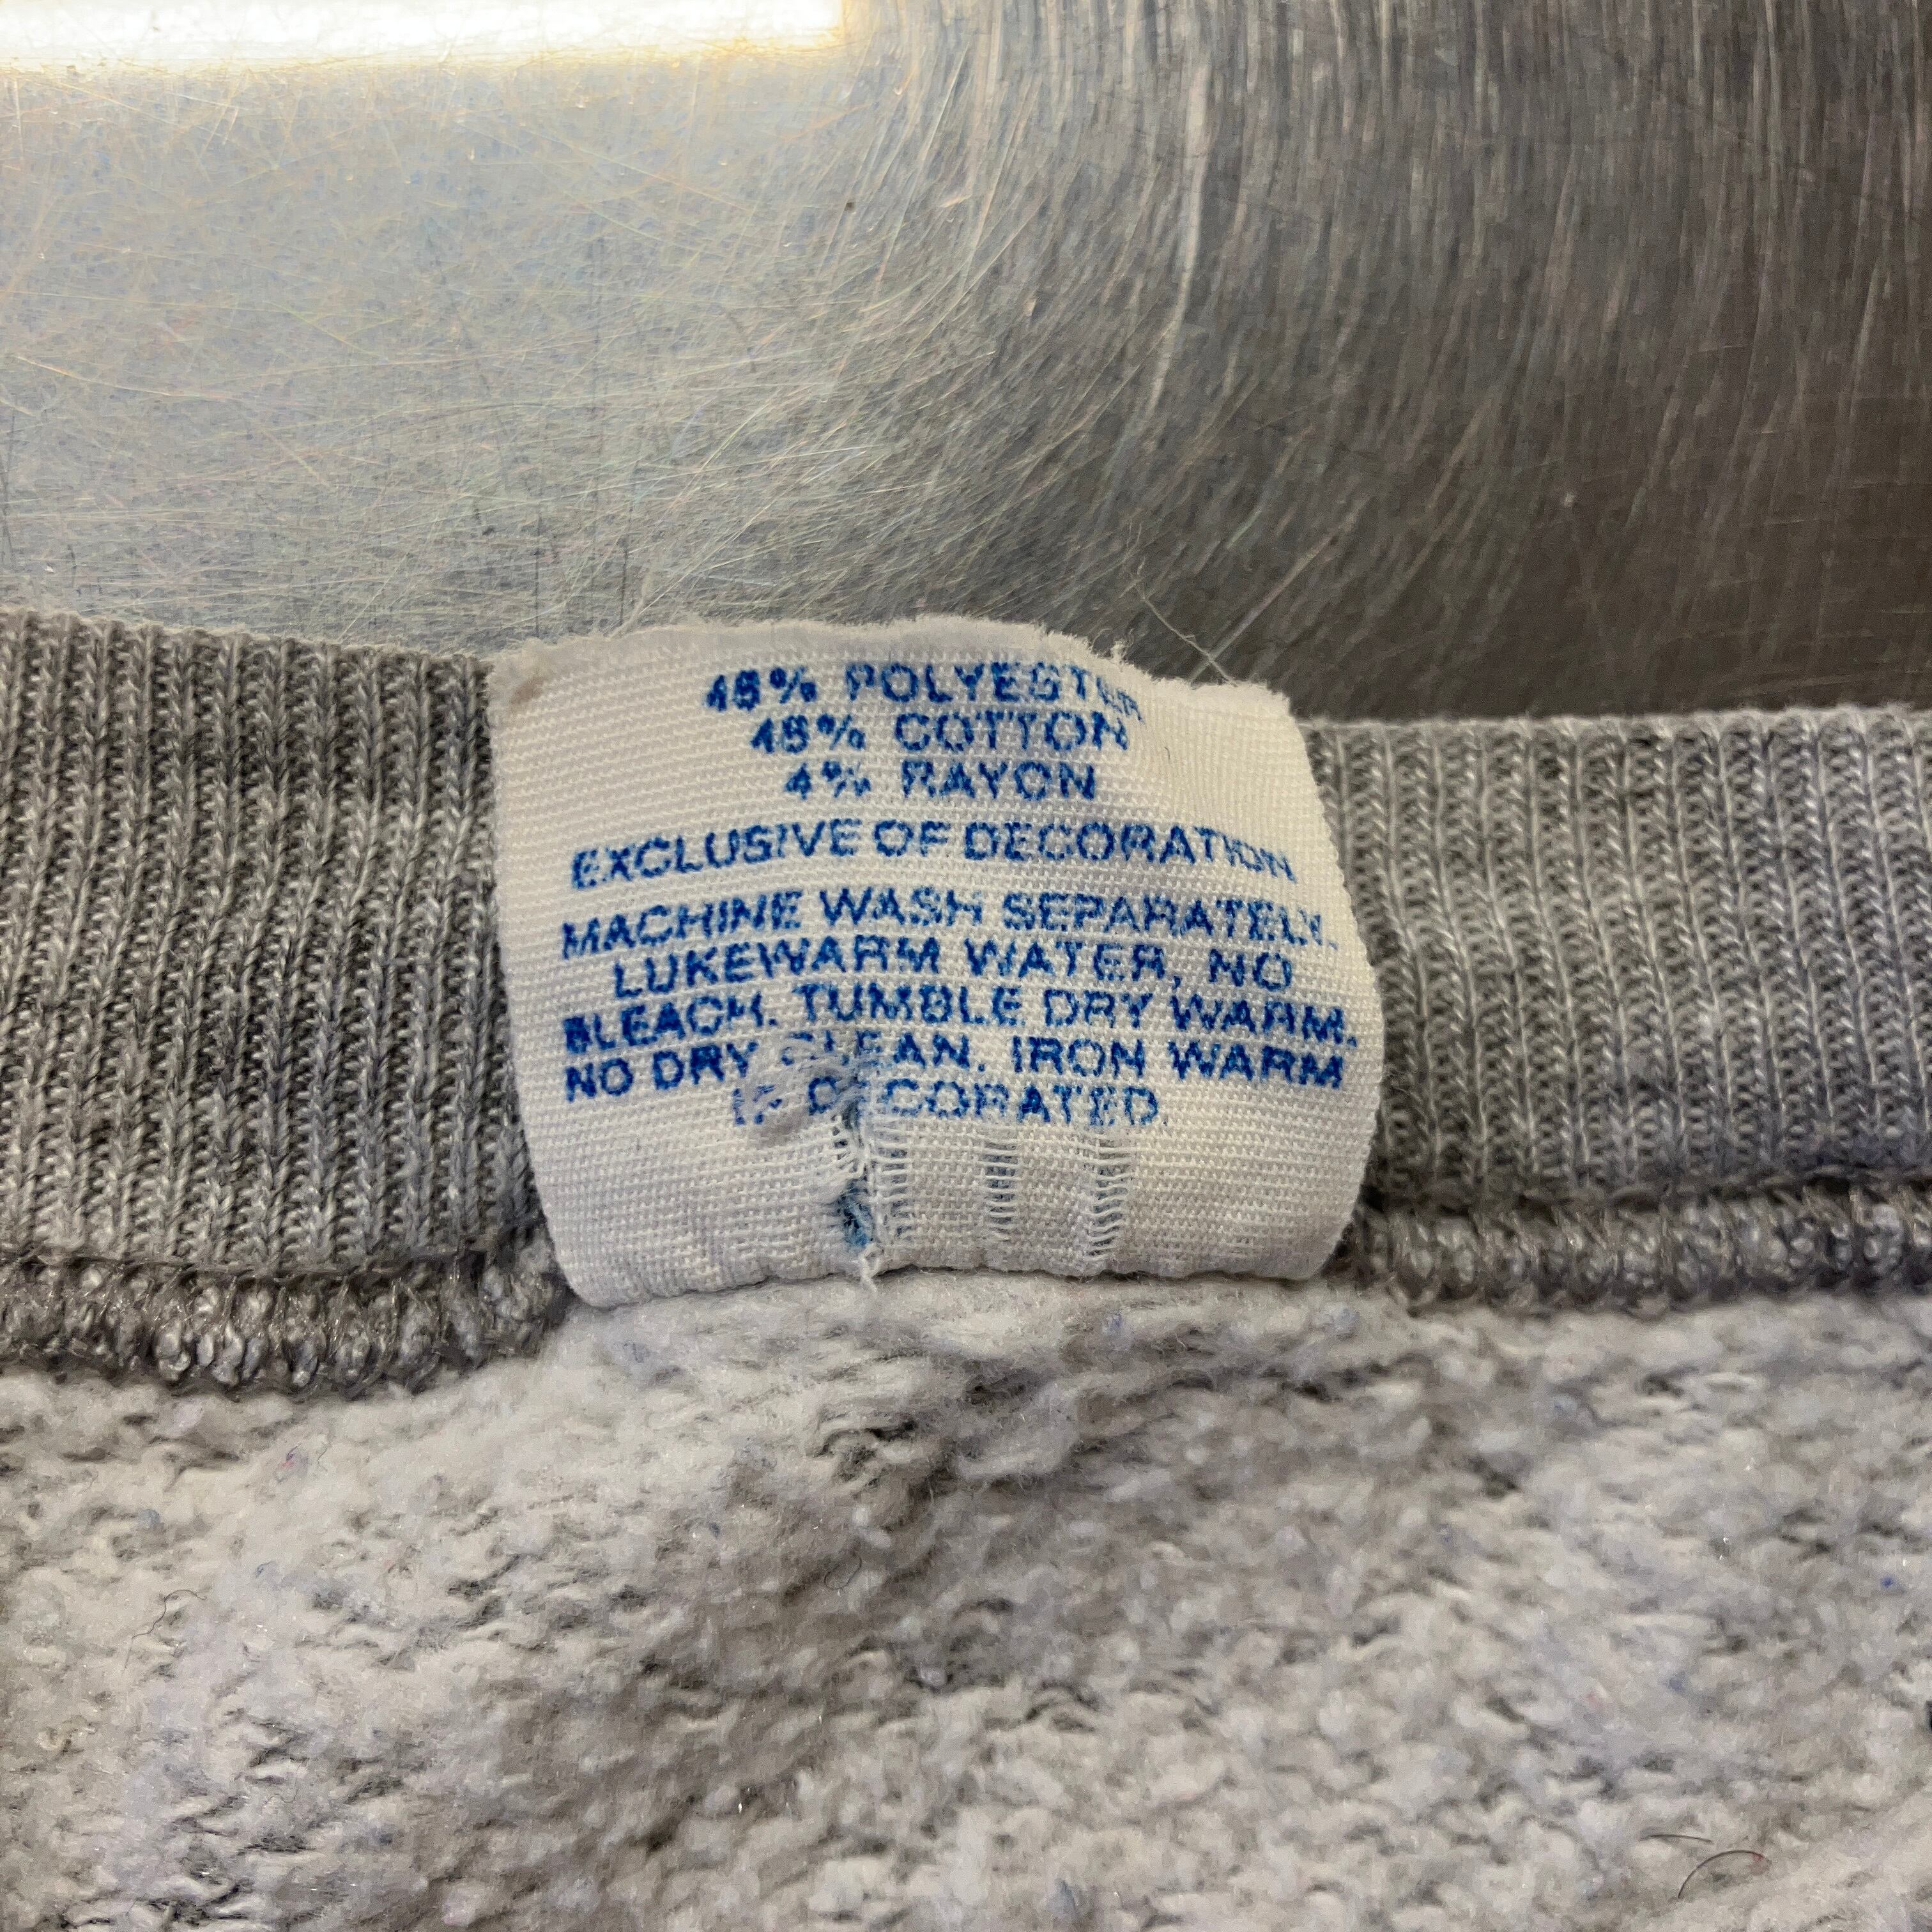 48% POLYESTER
48% COTTON
4% RAYON
EXCLUSIVE OF DECORATION
MACHINE WASH SEPARATELY.
LUKEWARM WATER, NO
BLEACH. TUMBLE DRY WARM.
NO DRY CLEAN. IRON WARM
IF DECORATED.